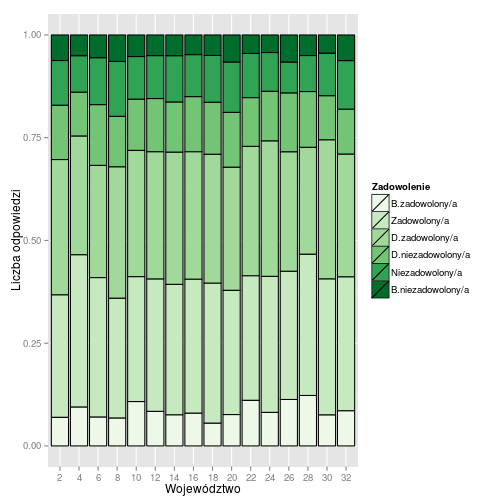 1.00
0.75
0.50
0.25
0.00
Liczba odpowiedzi
2 4 6 8 10 12 14 16 18 20 22 24 26 28 30 32
Województwo
Zadowolenie
B.zadowolony/a
Zadowolony/a
D.zadowolony/a
D.niezadowolony/a
Niezadowolony/a
B.niezadowolony/a